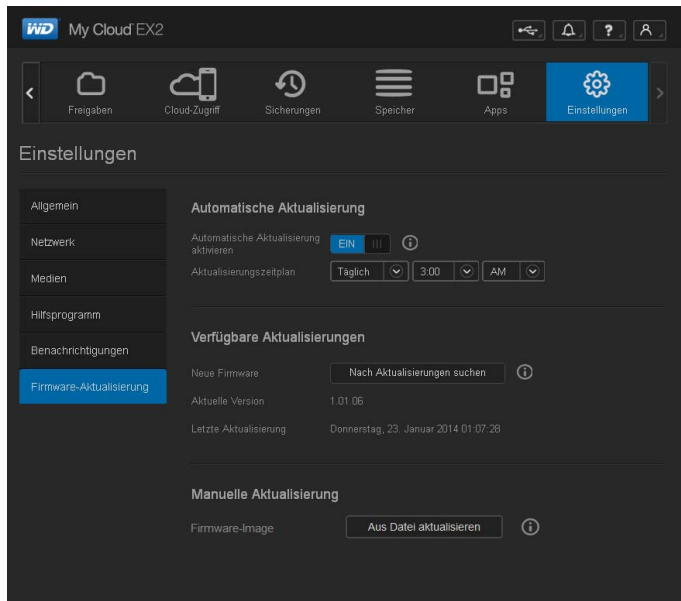 WD My Cloud EX2
?
Freigaben
Cloud-Zugriff
Sicherungen
Speicher
Apps
Einstellungen
Einstellungen
Allgemein
Netzwerk
Medien
Hilfsprogramm
Benachrichtigungen
Firmware-Aktualisierung
Automatische Aktualisierung
Automatische Aktualisierung
aktivieren
EIN
Aktualisierungszeitplan
Täglich
3:00
AM
Verfügbare Aktualisierungen
Neue Firmware
Nach Aktualisierungen suchen
Aktuelle Version
1.01.06
Letzte Aktualisierung
Donnerstag, 23. Januar 2014 01:07:28
Manuelle Aktualisierung
Firmware-Image
Aus Datei aktualisieren